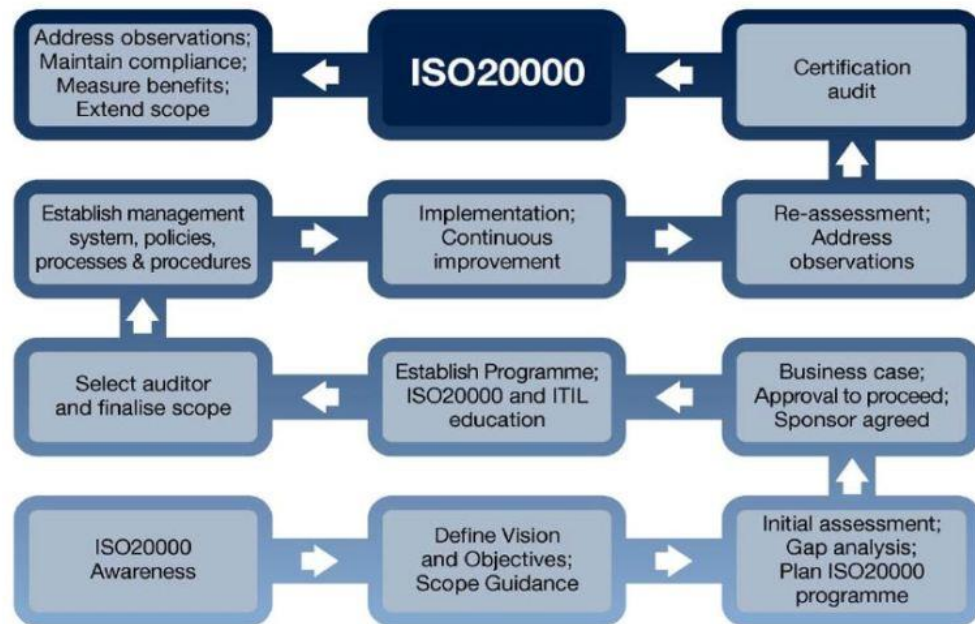 Address observations;
Maintain compliance;
Measure benefits;
Extend scope
ISO20000
Certification
audit
Establish management
system, policies,
processes & procedures
Implementation;
Continuous
improvement
Re-assessment;
Address
observations
Select auditor
and finalise scope
Establish Programme;
ISO20000 and ITIL
education
Business case;
Approval to proceed;
Sponsor agreed
ISO20000
Awareness
Define Vision
and Objectives;
Scope Guidance
Initial assessment;
Gap analysis;
Plan ISO20000
programme